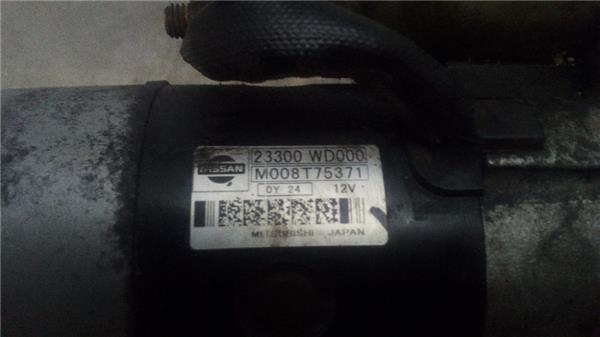 NISSAN
23300 WD000
M008T75371
0Y 24 12V
MITSUBISHI JAPAN